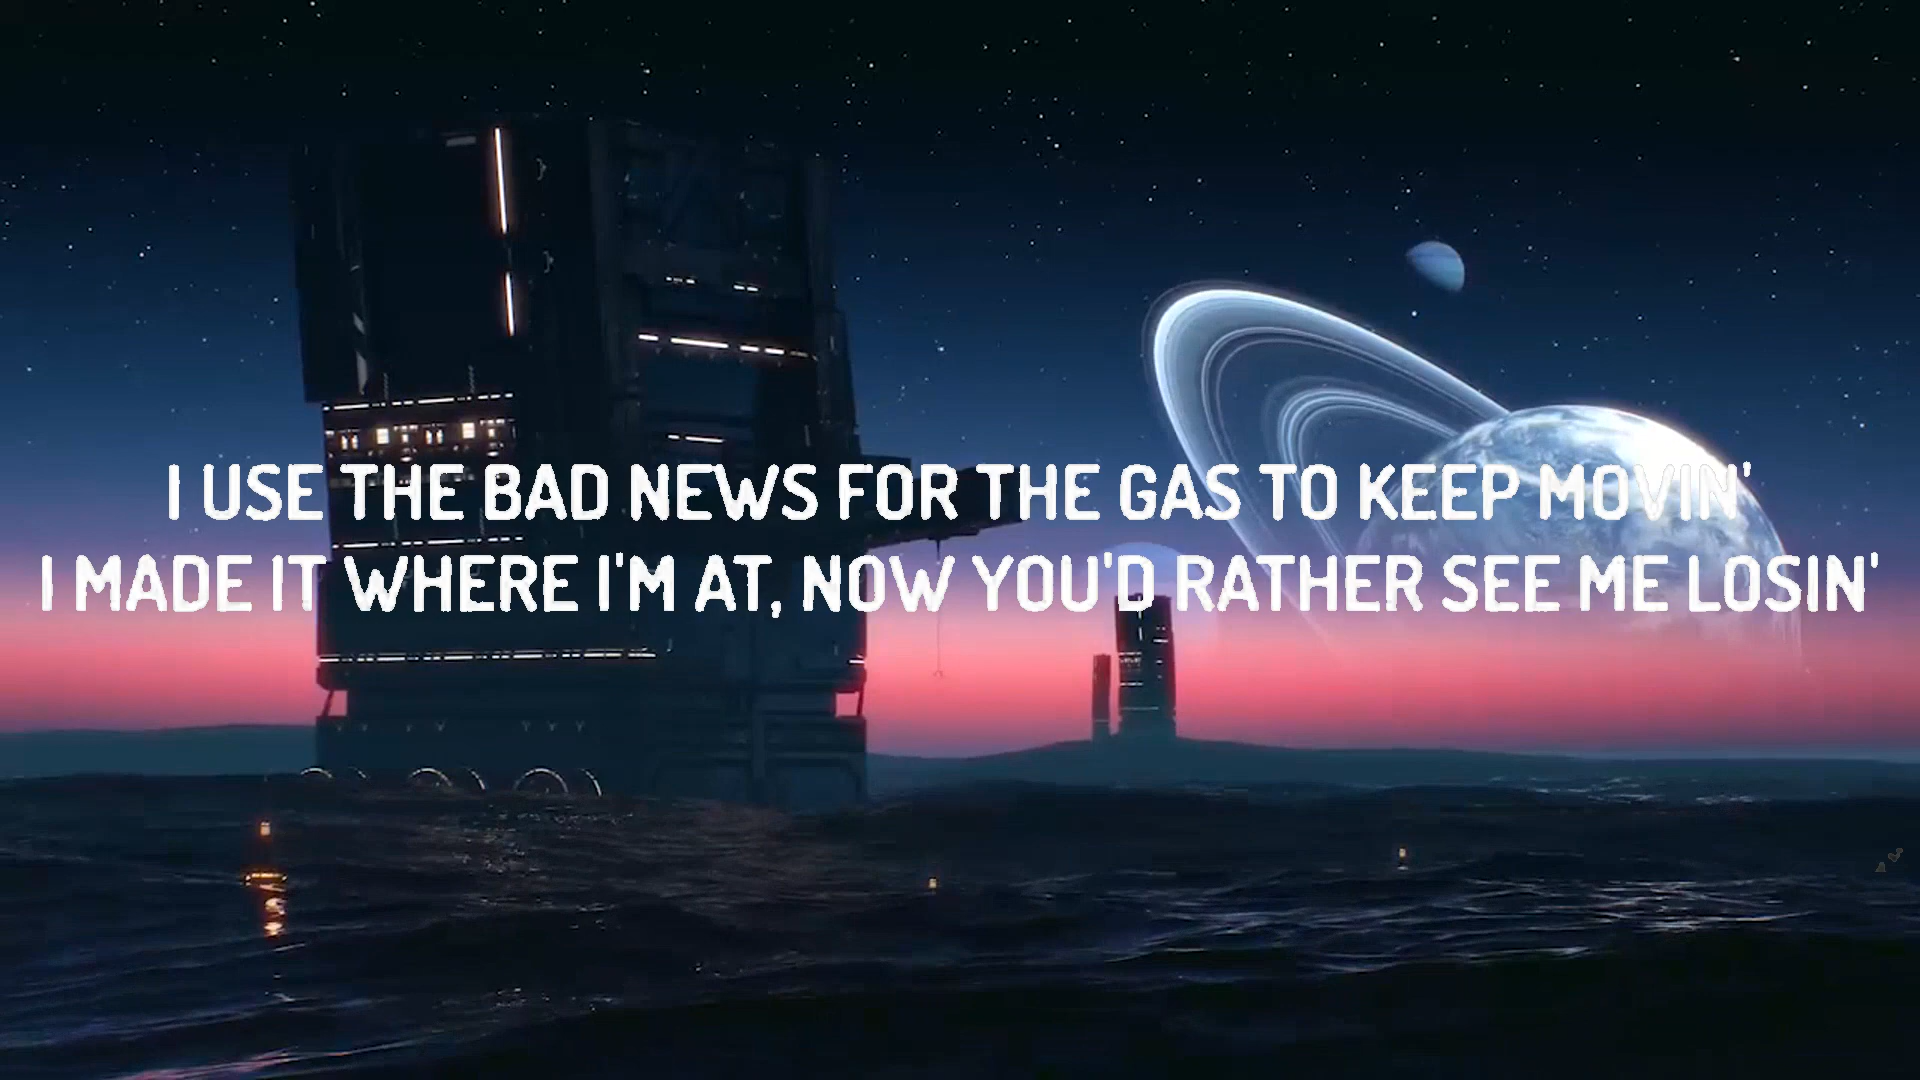 I USE THE BAD NEWS FOR THE GAS TO KEEP MOVIN'
I MADE IT WHERE I'M AT, NOW YOU'D RATHER SEE ME LOSIN'